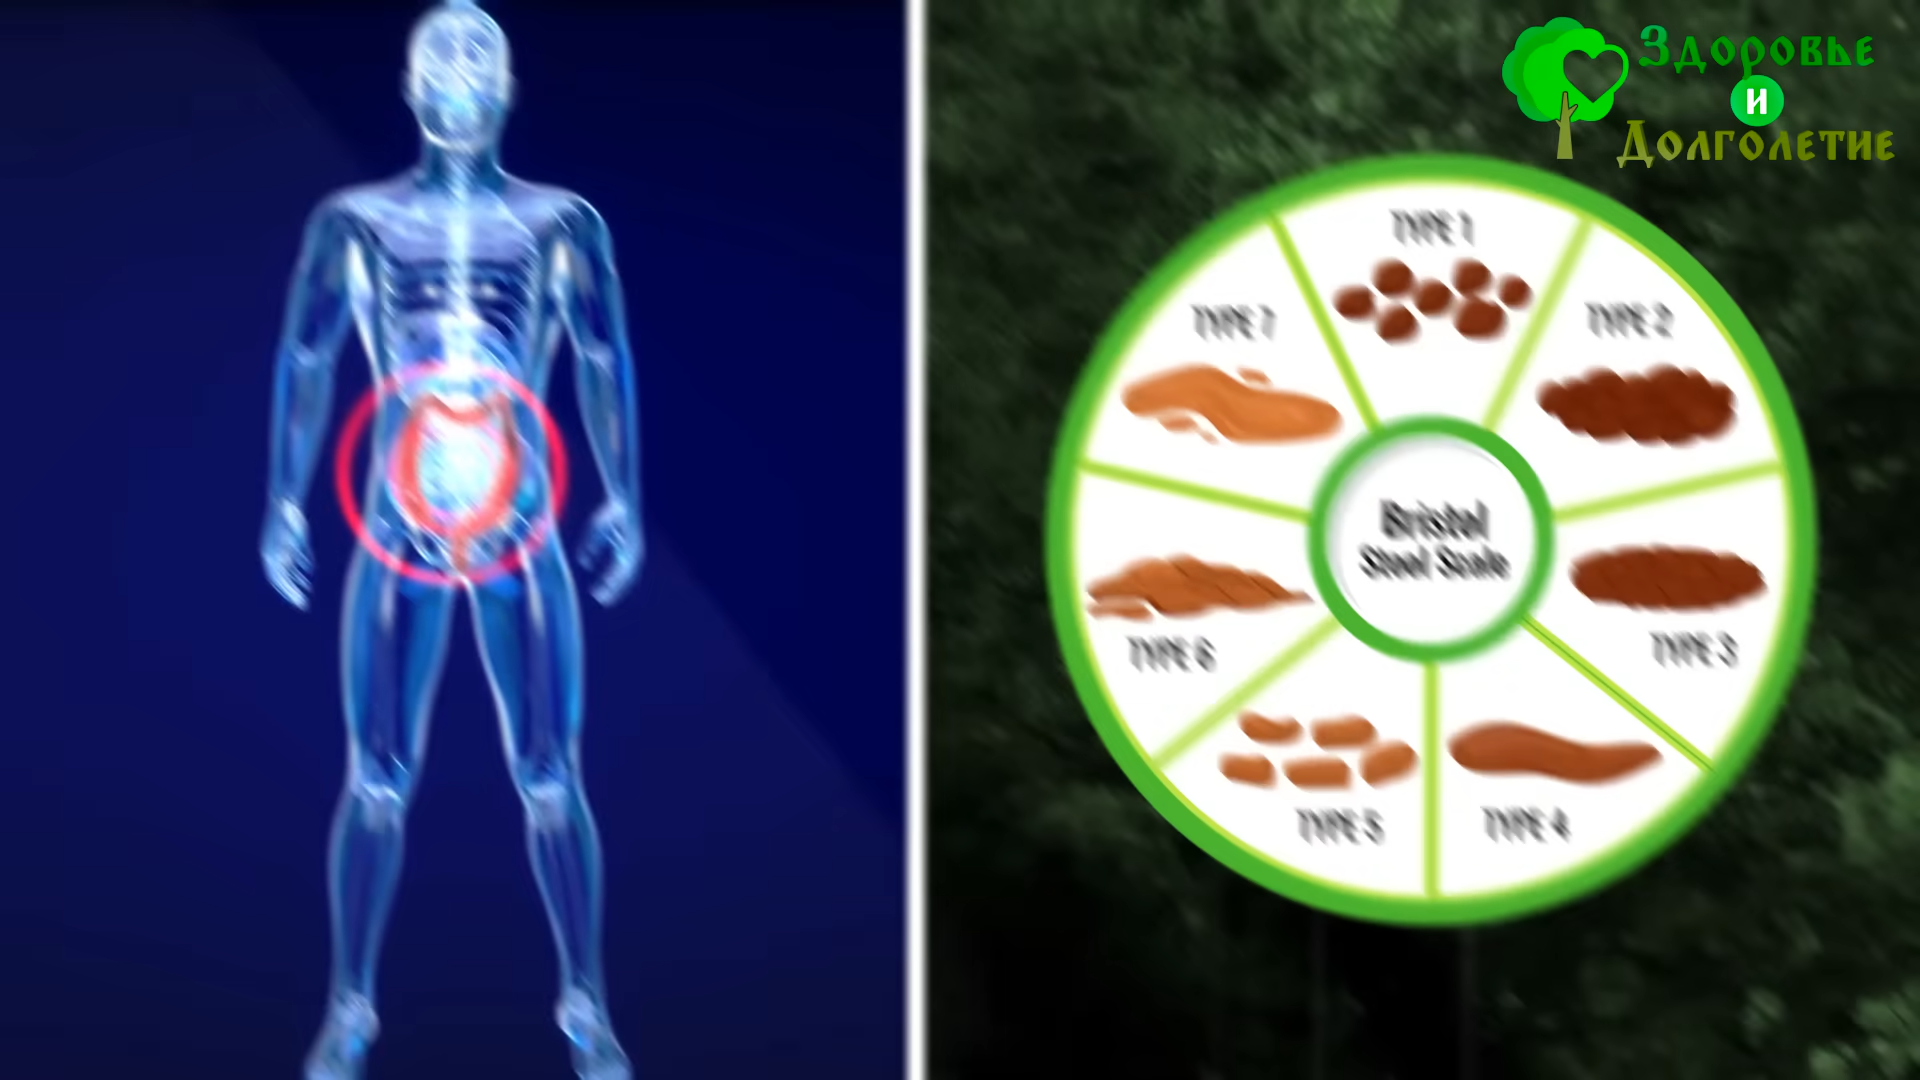 Здоровье
и
Долголетие
TYPE 1
TYPE 2
TYPE 3
TYPE 4
TYPE 5
TYPE 6
TYPE 7
Bristol
Stool Scale